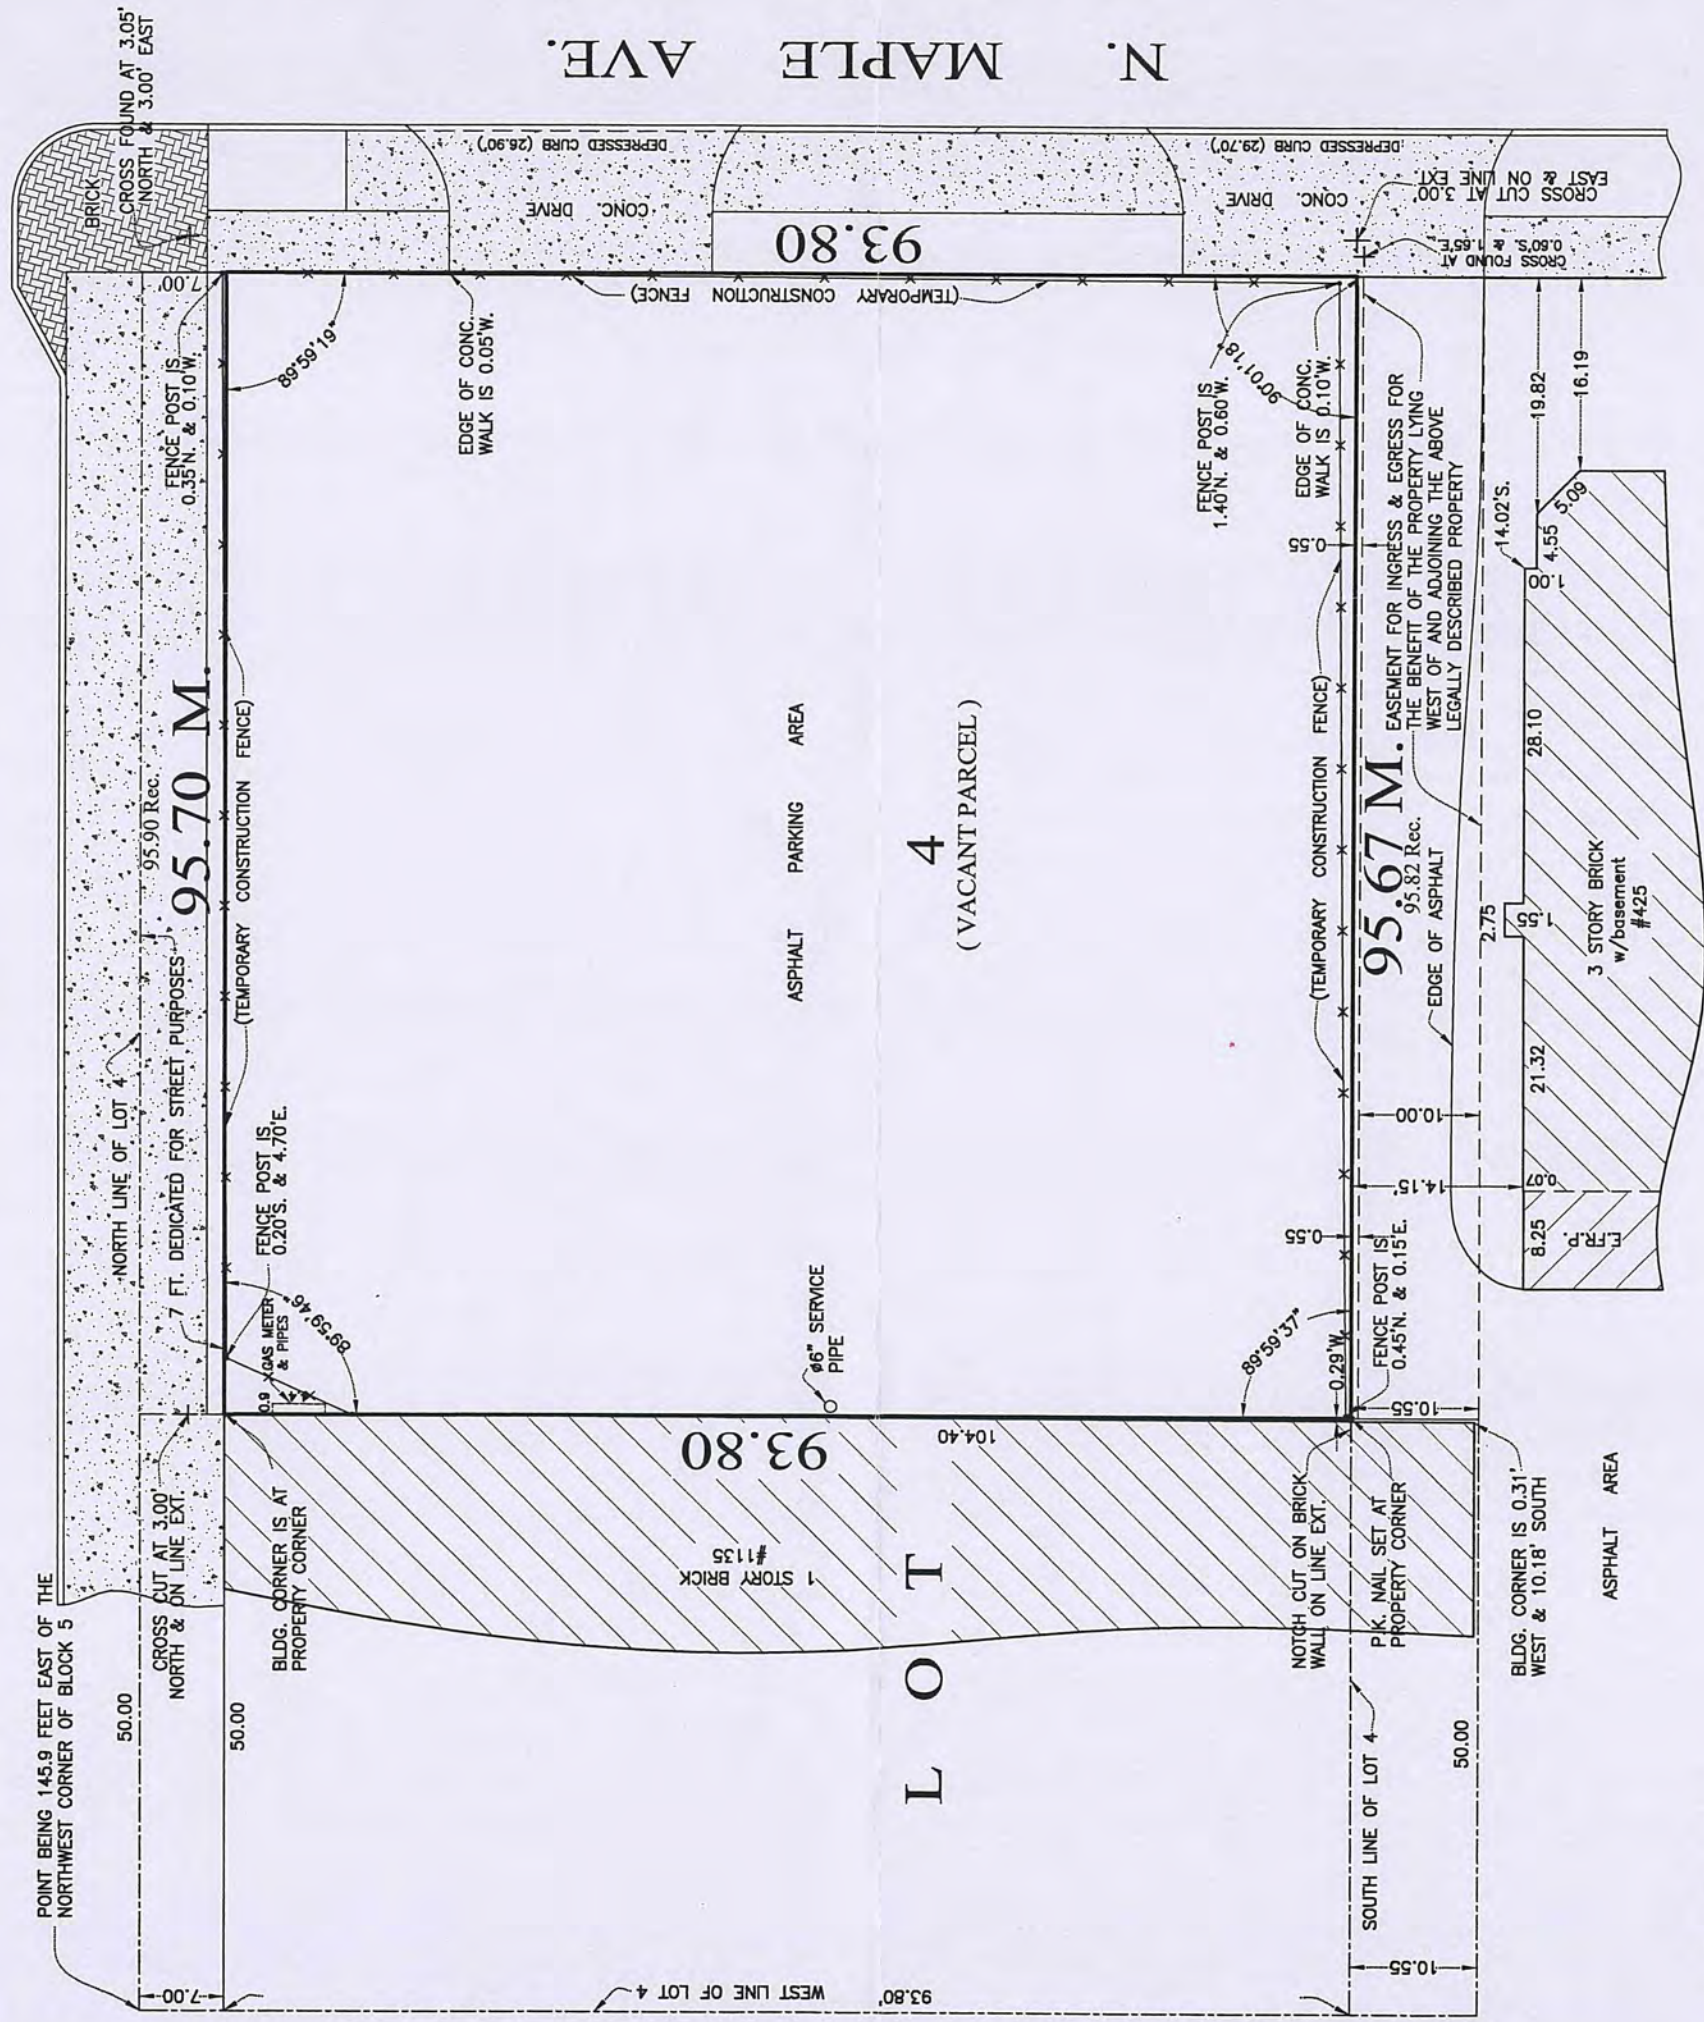 POINT BEING 145.9 FEET EAST OF THE
NORTHWEST CORNER OF BLOCK 5
50.00
NORTH LINE OF LOT 4
95.90 Rec.
BRICK
CROSS FOUND AT 3.05'
NORTH & 3.00' EAST
7.00'
7.00
CROSS CUT AT 3.00'
NORTH & ON LINE EXT.
7 FT. DEDICATED FOR STREET PURPOSES
95.70 M.
FENCE POST IS
0.35'N. & 0.10'W.
50.00
BLDG. CORNER IS AT
PROPERTY CORNER
0.9
GAS METER
& PIPES
FENCE POST IS
0.20'S. & 4.70'E.
(TEMPORARY CONSTRUCTION FENCE)
89°59'46"
89°59'19"
EDGE OF CONC.
WALK IS 0.05'W.
N. MAPLE AVE.
DEPRESSED CURB (26.90')
CONC. DRIVE
93.80
(TEMPORARY CONSTRUCTION FENCE)
DEPRESSED CURB (29.70')
CONC. DRIVE
WEST LINE OF LOT 4
93.80'
1 STORY BRICK
#1135
93.80
104.40
ø6" SERVICE
PIPE
ASPHALT PARKING AREA
LOT 4
( VACANT PARCEL )
FENCE POST IS
1.40'N. & 0.60'W.
90°01'18"
EDGE OF CONC.
WALK IS 0.10'W.
NOTCH CUT ON BRICK
WALL ON LINE EXT.
P.K. NAIL SET AT
PROPERTY CORNER
0.29'W.
89°59'37"
0.55
(TEMPORARY CONSTRUCTION FENCE)
0.55
FENCE POST IS
0.45'N. & 0.15'E.
95.67 M.
95.82 Rec.
EASEMENT FOR INGRESS & EGRESS FOR
THE BENEFIT OF THE PROPERTY LYING
WEST OF AND ADJOINING THE ABOVE
LEGALLY DESCRIBED PROPERTY
CROSS FOUND AT
0.60'S. & 1.65'E
CROSS CUT AT 3.00'
EAST & ON LINE EXT
SOUTH LINE OF LOT 4
10.55
50.00
10.55
BLDG. CORNER IS 0.31'
WEST & 10.18' SOUTH
ASPHALT AREA
14.15'
10.00
EDGE OF ASPHALT
8.25
0.07
21.32
2.75
1.55
28.10
14.02'S.
1.00
4.55
5.09
19.82
16.19
E.FR.P.
3 STORY BRICK
w/basement
#425